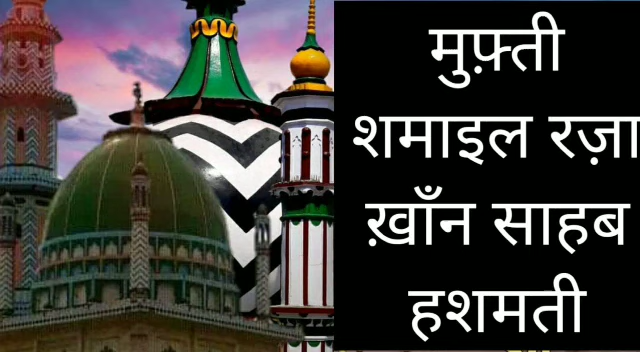 मुफ़्ती
शमाइल रज़ा
ख़ाँन साहब
हशमती